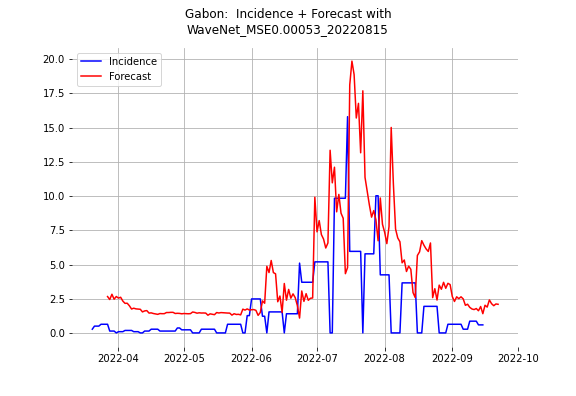 Gabon: Incidence + Forecast with
WaveNet_MSE0.00053_20220815
Incidence
Forecast
20.0
17.5
15.0
12.5
10.0
7.5
5.0
2.5
0.0
2022-04 2022-05 2022-06 2022-07 2022-08 2022-09 2022-10